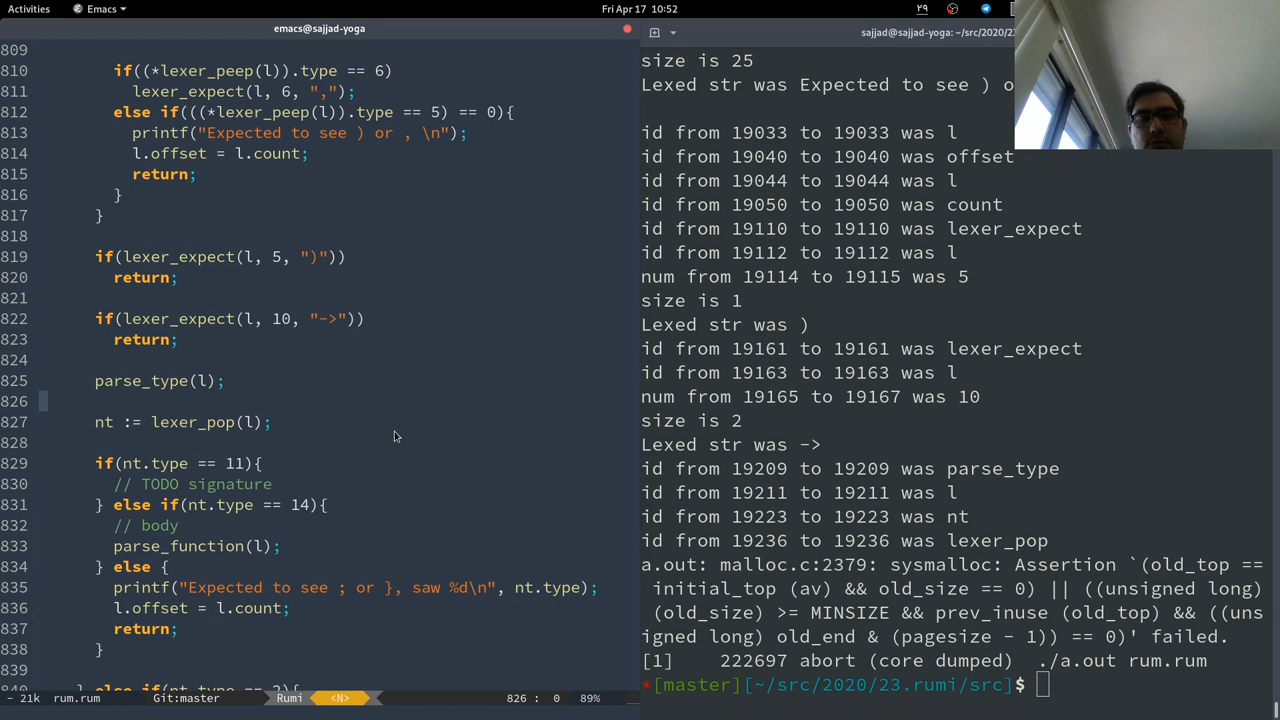 Activities Emacs Fri Apr 17 10:52 ۲۹
emacs@sajjad-yoga
809
810 if((*lexer_peep(l)).type == 6)
811 lexer_expect(l, 6, ",");
812 else if(((*lexer_peep(l)).type == 5) == 0){
813 printf("Expected to see ) or , \n");
814 l.offset = l.count;
815 return;
816 }
817 }
818
819 if(lexer_expect(l, 5, ")"))
820 return;
821
822 if(lexer_expect(l, 10, "->"))
823 return;
824
825 parse_type(l);
826
827 nt := lexer_pop(l);
828
829 if(nt.type == 11){
830 // TODO signature
831 } else if(nt.type == 14){
832 // body
833 parse_function(l);
834 } else {
835 printf("Expected to see ; or }, saw %d\n", nt.type);
836 l.offset = l.count;
837 return;
838 }
839
840 } else if(nt.type == 2){
- 21k rum.rum Git:master Rumi <N> 826 : 0 89%
sajjad@sajjad-yoga: ~/src/2020/23
size is 25
Lexed str was Expected to see ) o
id from 19033 to 19033 was l
id from 19040 to 19040 was offset
id from 19044 to 19044 was l
id from 19050 to 19050 was count
id from 19110 to 19110 was lexer_expect
id from 19112 to 19112 was l
num from 19114 to 19115 was 5
size is 1
Lexed str was )
id from 19161 to 19161 was lexer_expect
id from 19163 to 19163 was l
num from 19165 to 19167 was 10
size is 2
Lexed str was ->
id from 19209 to 19209 was parse_type
id from 19211 to 19211 was l
id from 19223 to 19223 was nt
id from 19236 to 19236 was lexer_pop
a.out: malloc.c:2379: sysmalloc: Assertion `(old_top ==
initial_top (av) && old_size == 0) || ((unsigned long)
(old_size) >= MINSIZE && prev_inuse (old_top) && ((uns
igned long) old_end & (pagesize - 1)) == 0)' failed.
[1] 222697 abort (core dumped) ./a.out rum.rum
*[master][~/src/2020/23.rumi/src]$